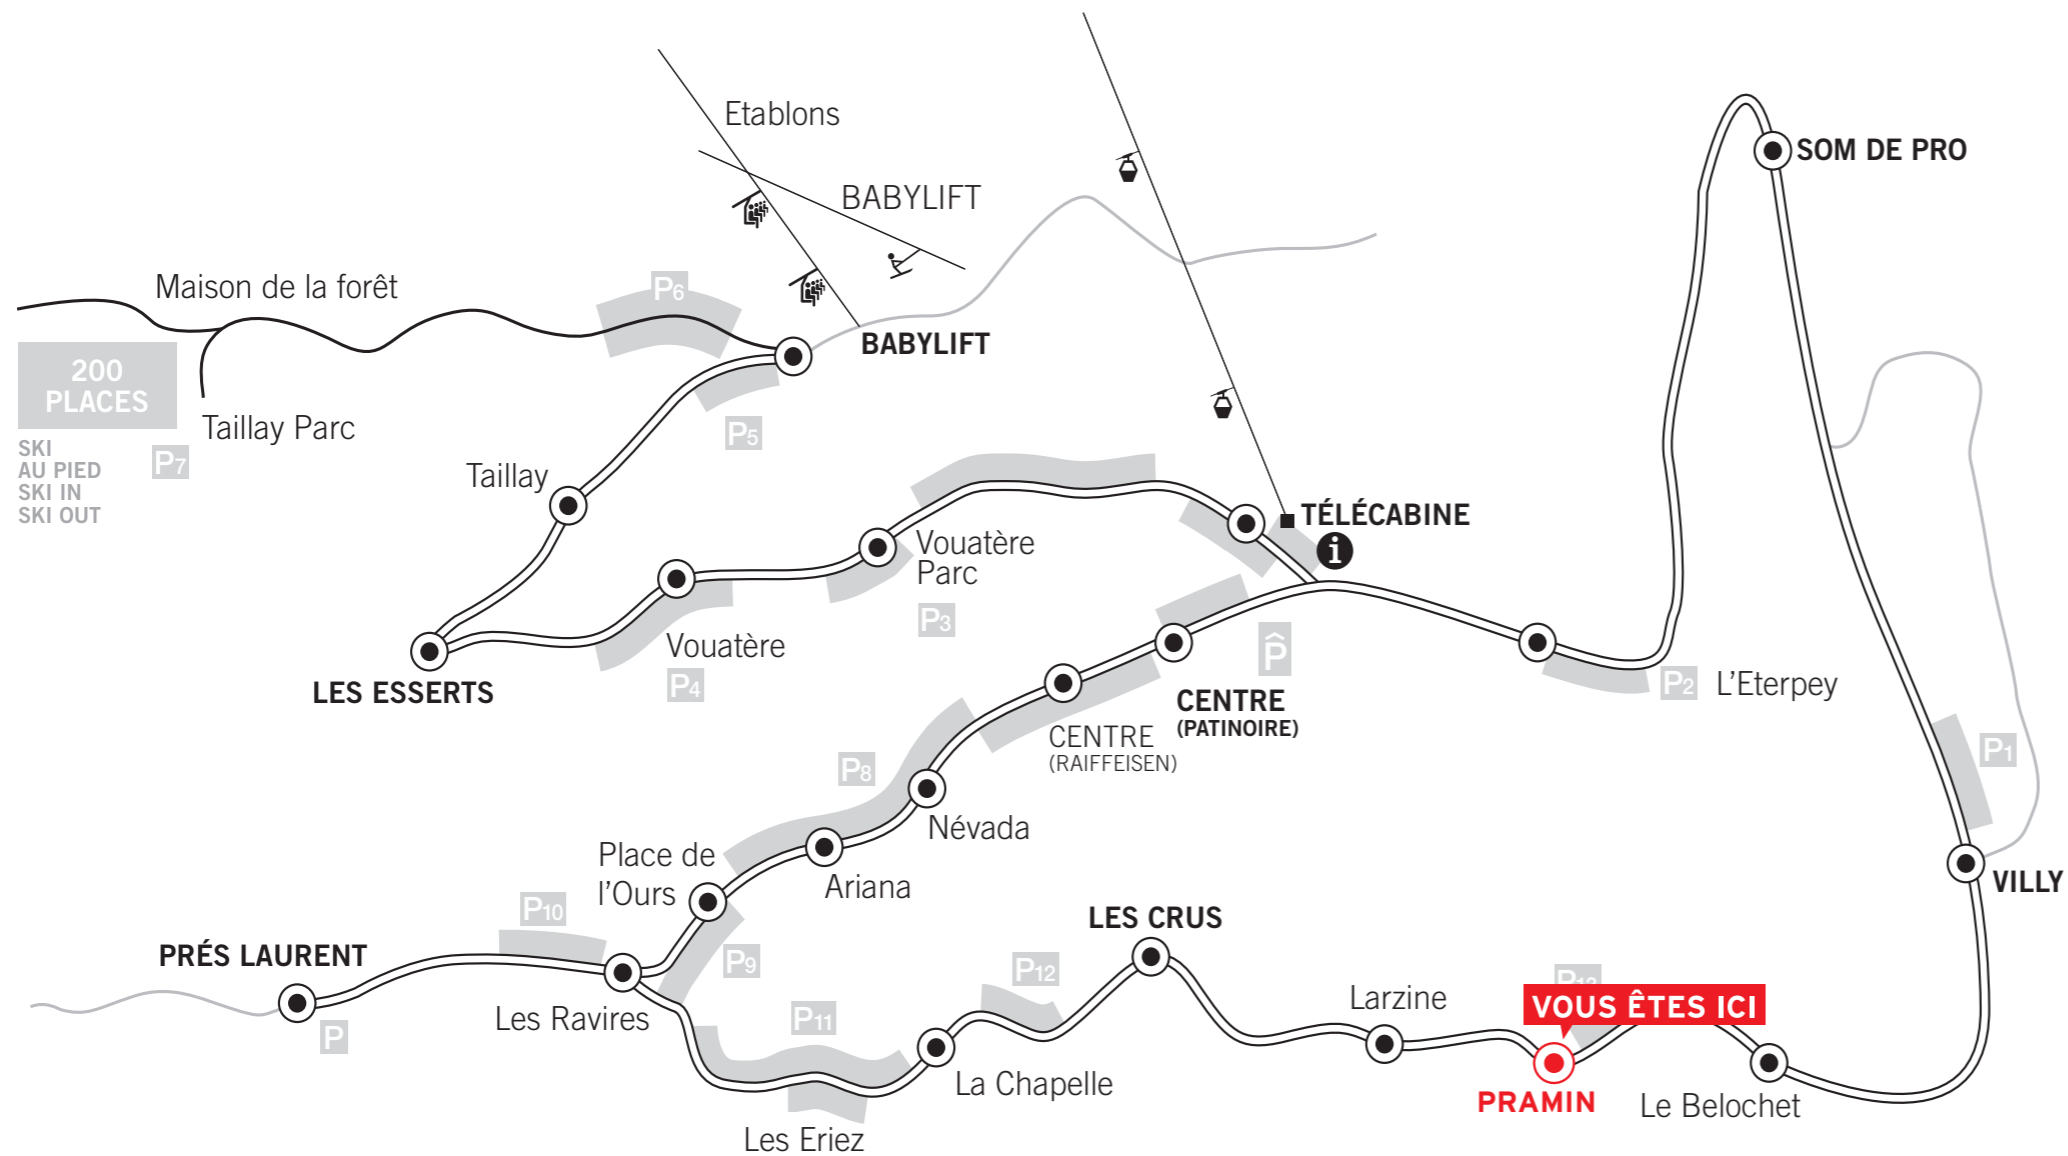 Etablons
SOM DE PRO
BABYLIFT
Maison de la forêt
P6
BABYLIFT
200
PLACES
Taillay Parc
P5
SKI
AU PIED
SKI IN
SKI OUT
P7
Taillay
TÉLÉCABINE
i
Vouatère
Parc
P3
Vouatère
P4
LES ESSERTS
P
CENTRE
(PATINOIRE)
CENTRE
(RAIFFEISEN)
P2
L'Eterpey
P1
P8
Névada
Place de
l'Ours
Ariana
VILLY
P10
P9
LES CRUS
PRÉS LAURENT
P
Les Ravires
P11
P12
Larzine
P13
VOUS ÊTES ICI
La Chapelle
PRAMIN
Le Belochet
Les Eriez